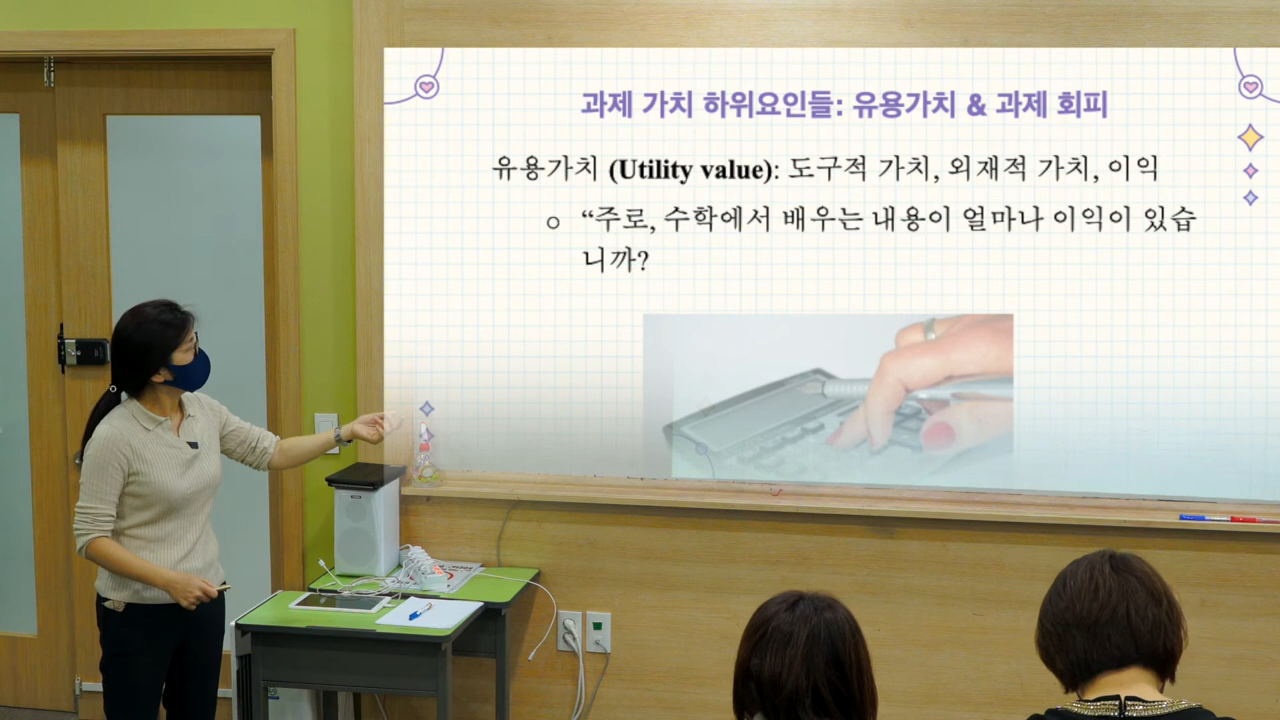 과제 가치 하위요인들: 유용가치 & 과제 회피
유용가치 (Utility value): 도구적 가치, 외재적 가치, 이익
o “주로, 수학에서 배우는 내용이 얼마나 이익이 있습
니까?